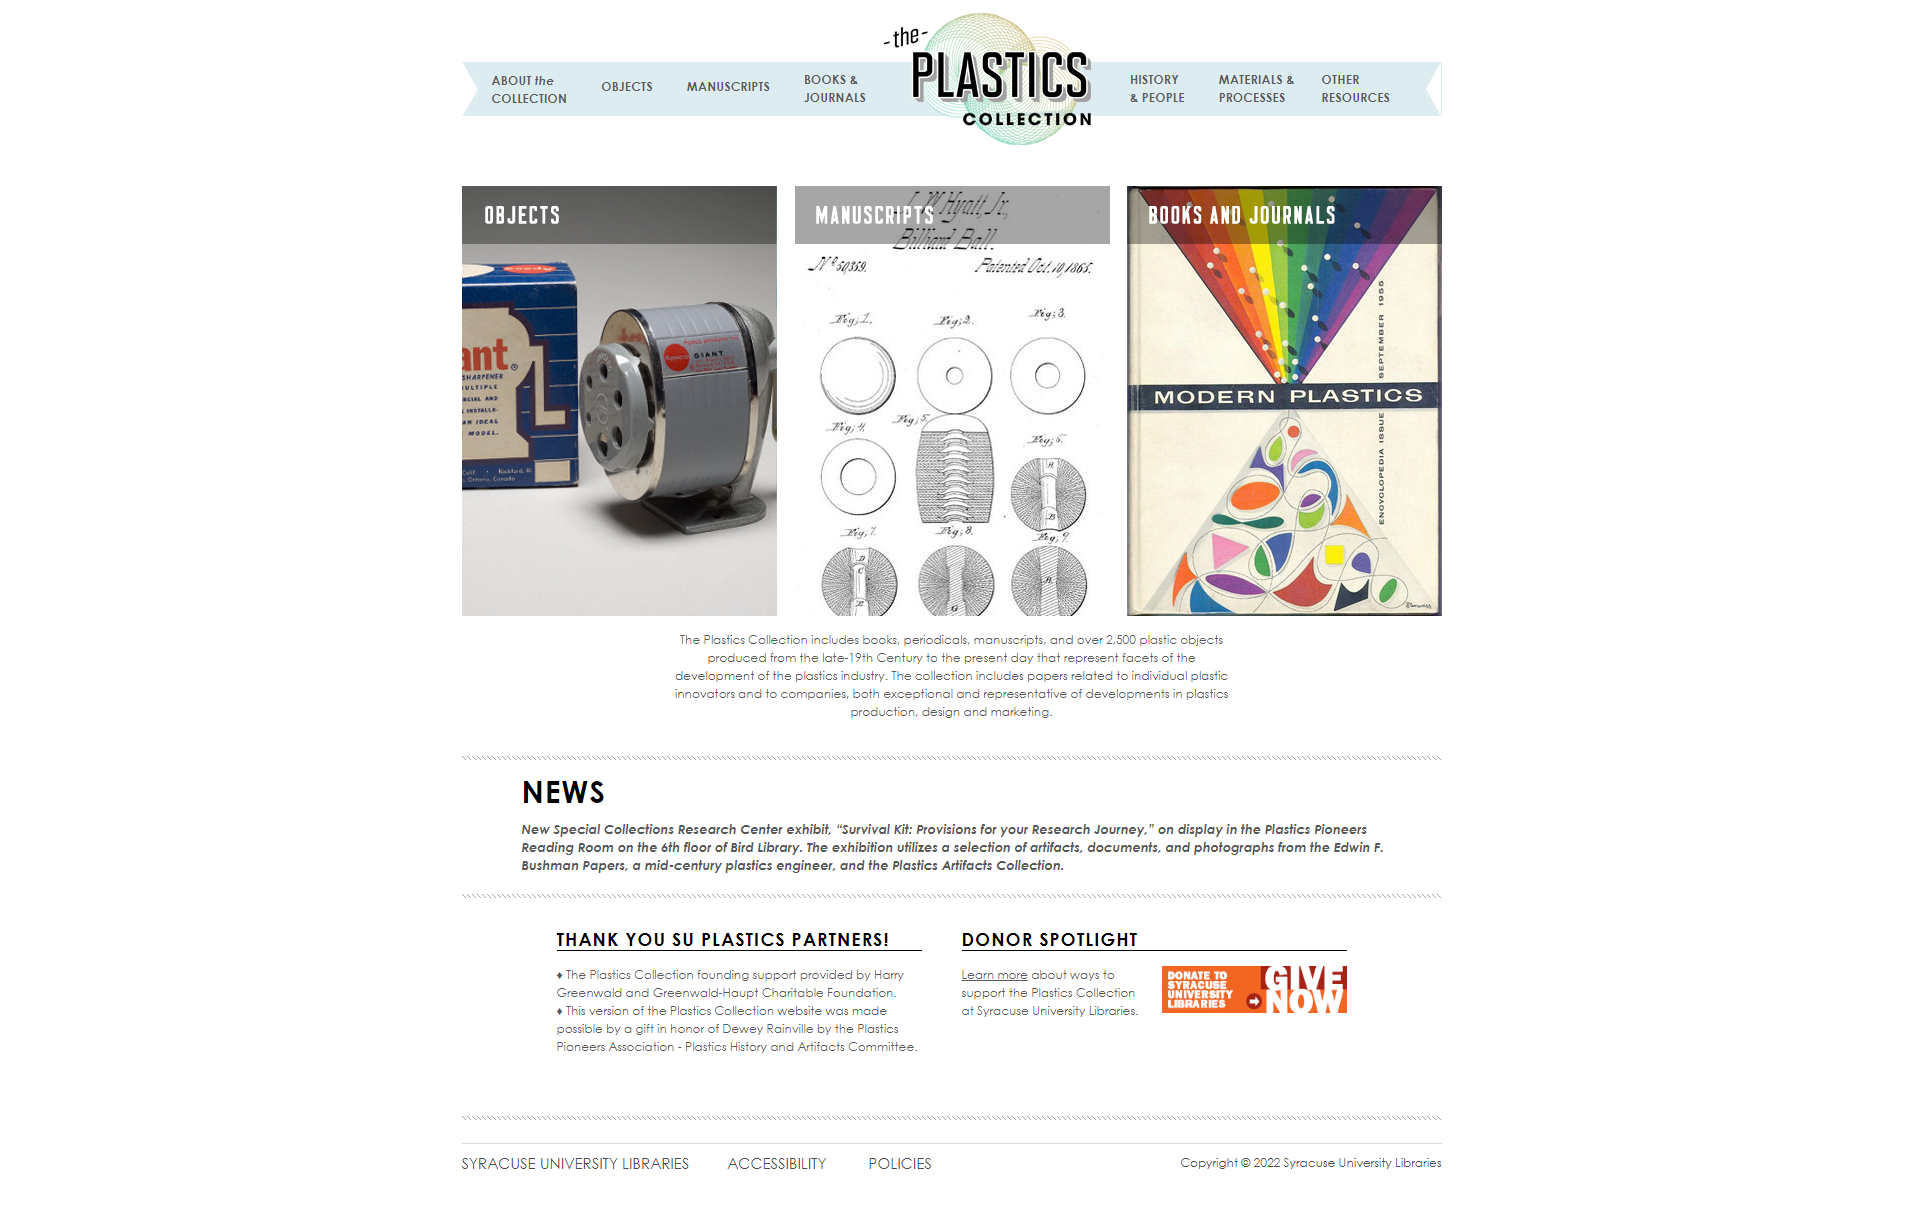 -the-
PLASTICS
COLLECTION
ABOUT the
COLLECTION
OBJECTS
MANUSCRIPTS
BOOKS &
JOURNALS
HISTORY
& PEOPLE
MATERIALS &
PROCESSES
OTHER
RESOURCES
OBJECTS
ant®
SHARPENER
AN IDEAL
MODEL.
Apsco
GIANT
MANUSCRIPTS
J. W. Hyatt, Jr.,
Billiard Ball.
Nº 50,359.
Patented Oct. 10, 1865.
Fig; 1.
Fig; 2.
Fig; 3.
Fig; 4.
Fig; 5.
Fig; 6.
Fig; 7.
Fig; 8.
Fig; 9.
BOOKS AND JOURNALS
MODERN PLASTICS
ENCYCLOPEDIA ISSUE SEPTEMBER 1955
The Plastics Collection includes books, periodicals, manuscripts, and over 2,500 plastic objects
produced from the late-19th Century to the present day that represent facets of the
development of the plastics industry. The collection includes papers related to individual plastic
innovators and to companies, both exceptional and representative of developments in plastics
production, design and marketing.
NEWS
New Special Collections Research Center exhibit, “Survival Kit: Provisions for your Research Journey,” on display in the Plastics Pioneers
Reading Room on the 6th floor of Bird Library. The exhibition utilizes a selection of artifacts, documents, and photographs from the Edwin F.
Bushman Papers, a mid-century plastics engineer, and the Plastics Artifacts Collection.
THANK YOU SU PLASTICS PARTNERS!
♦ The Plastics Collection founding support provided by Harry
Greenwald and Greenwald-Haupt Charitable Foundation.
♦ This version of the Plastics Collection website was made
possible by a gift in honor of Dewey Rainville by the Plastics
Pioneers Association - Plastics History and Artifacts Committee.
DONOR SPOTLIGHT
Learn more about ways to
support the Plastics Collection
at Syracuse University Libraries.
DONATE TO
SYRACUSE
UNIVERSITY
LIBRARIES
GIVE
NOW
SYRACUSE UNIVERSITY LIBRARIES
ACCESSIBILITY
POLICIES
Copyright © 2022 Syracuse University Libraries